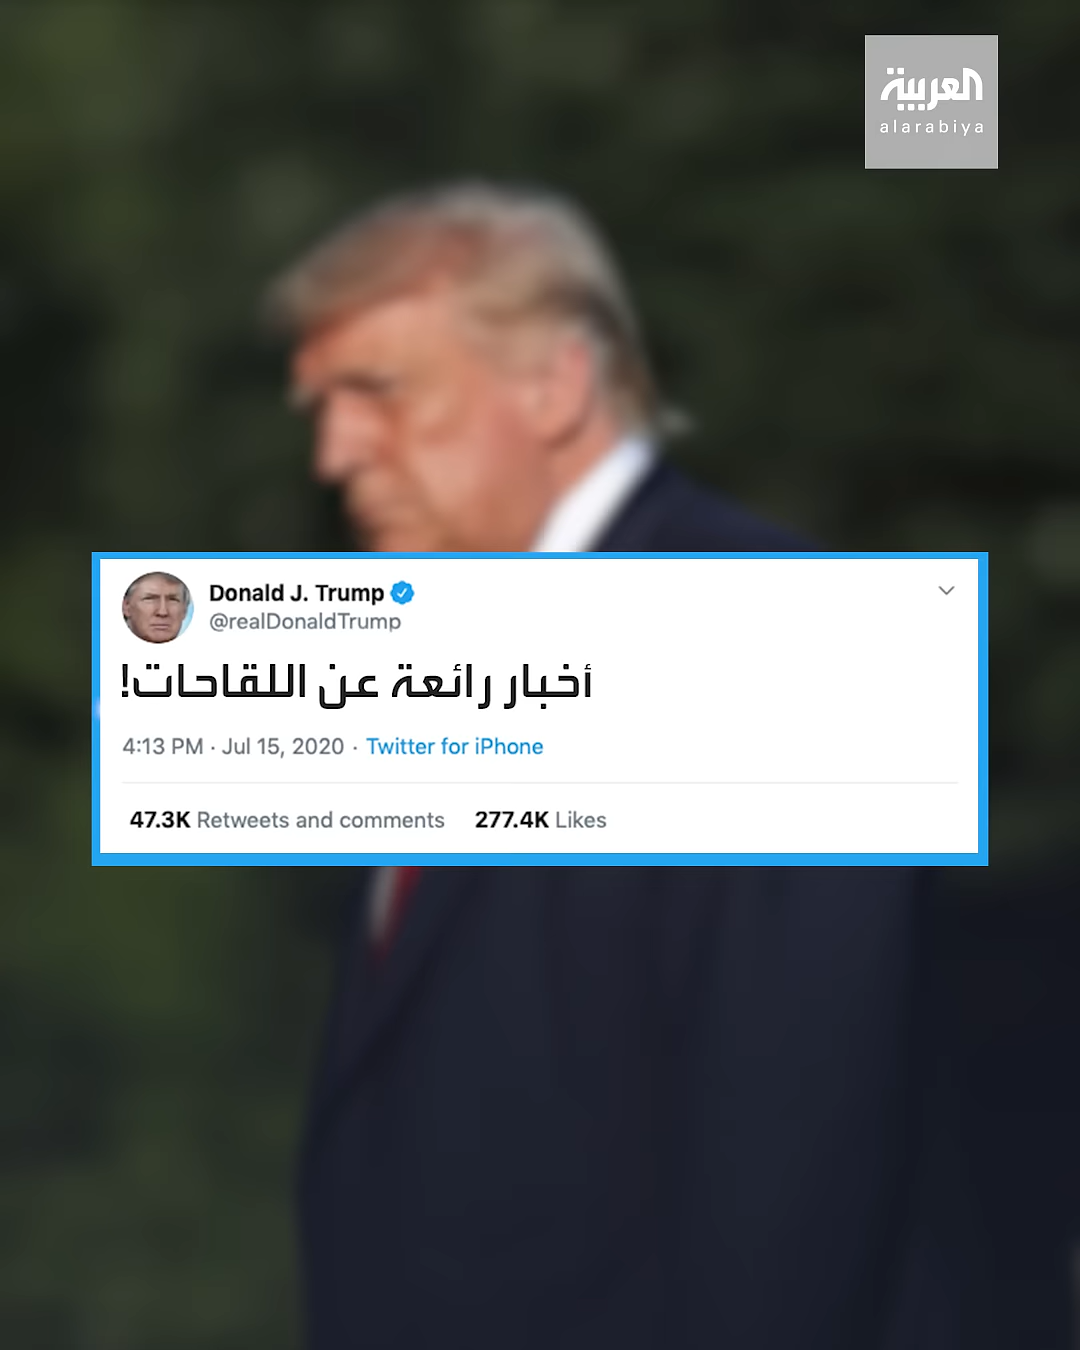 العربية
alarabiya
Donald J. Trump
@realDonaldTrump
أخبار رائعة عن اللقاحات!
4:13 PM · Jul 15, 2020 · Twitter for iPhone
47.3K Retweets and comments 277.4K Likes